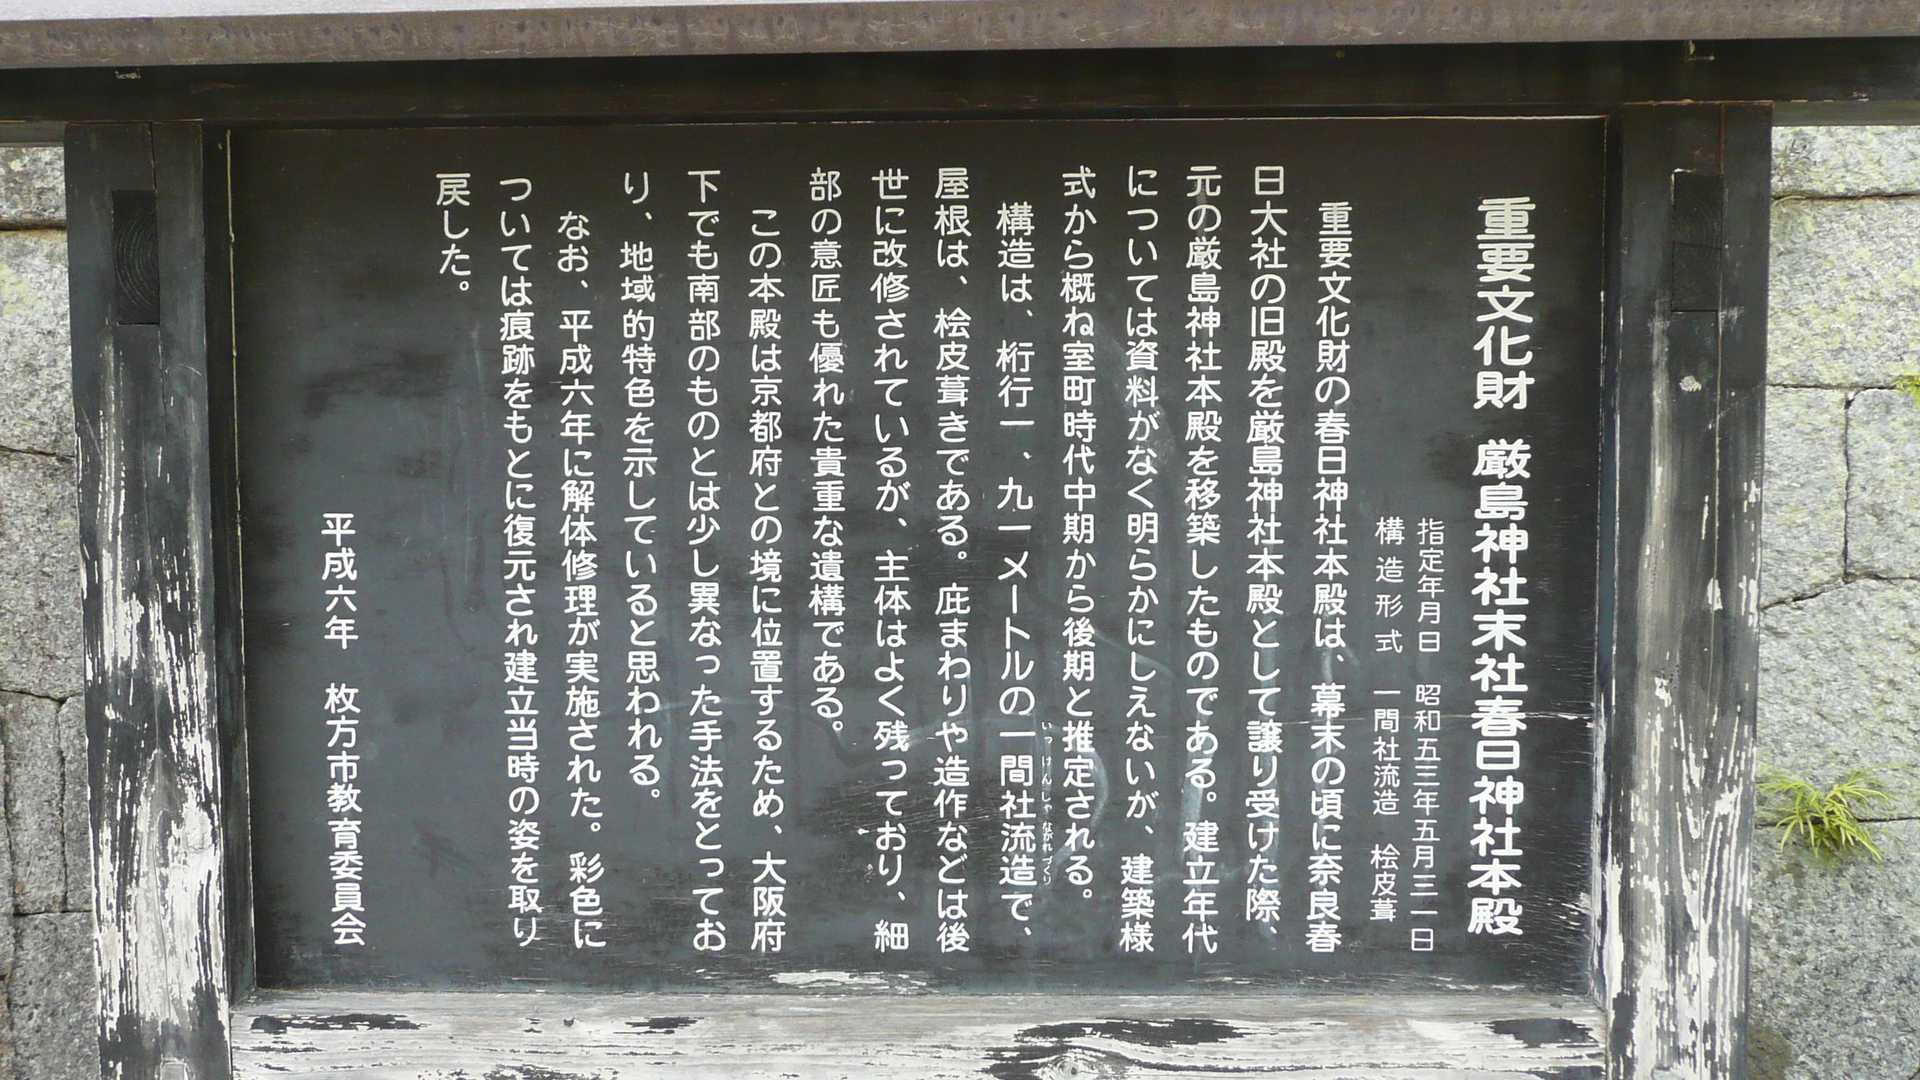 重要文化財 厳島神社末社春日神社本殿
指定年月日 昭和五三年五月三一日
構造形式 一間社流造 桧皮葺
重要文化財の春日神社本殿は、幕末の頃に奈良春
日大社の旧殿を厳島神社本殿として譲り受けた際、
元の厳島神社本殿を移築したものである。建立年代
については資料がなく明らかにしえないが、建築様
式から概ね室町時代中期から後期と推定される。
構造は、桁行一、九一メートルの一間社流造で、
いっけんしゃながれづくり
屋根は、桧皮葺きである。庇まわりや造作などは後
世に改修されているが、主体はよく残っており、細
部の意匠も優れた貴重な遺構である。
この本殿は京都府との境に位置するため、大阪府
下でも南部のものとは少し異なった手法をとってお
り、地域的特色を示していると思われる。
なお、平成六年に解体修理が実施された。彩色に
ついては痕跡をもとに復元され建立当時の姿を取り
戻した。
平成六年 枚方市教育委員会